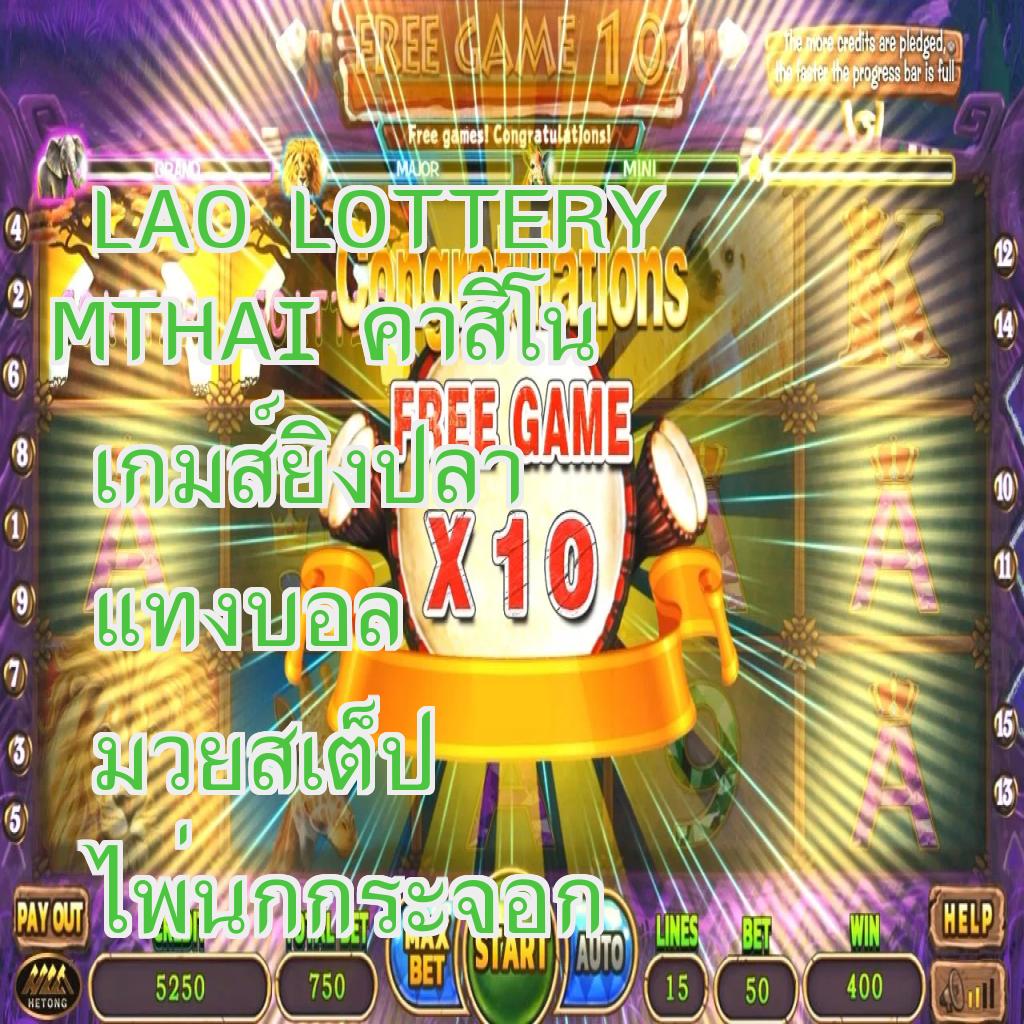 FREE GAME 10
The more credits are pledged,
the faster the progress bar is full
Free games! Congratulations!
GRAND MAJOR MINI
LAO LOTTERY
Congratulations
MTHAI คาสิโน
FREE GAME
เกมส์ยิงปลา
X10
แทงบอล
มวยสเต็ป
ไพ่นกกระจอก
4
2
6
8
1
9
7
3
5
12
14
10
11
15
13
K
A
A
A
PAY OUT
CREDIT TOTAL BET
MAX BET
START
AUTO
LINES BET WIN
HELP
HETONG
5250 750 15 50 400